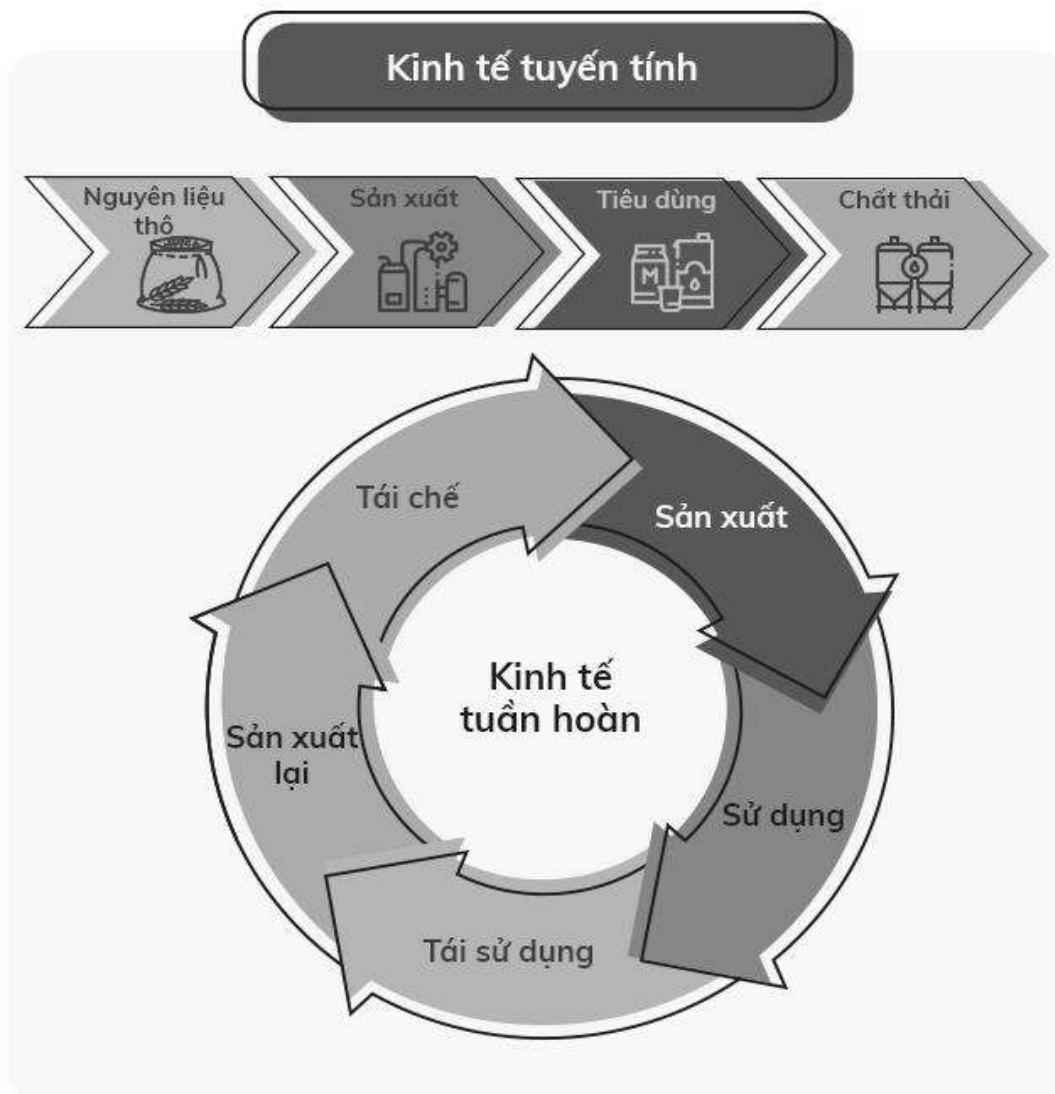 Kinh tế tuyến tính
Nguyên liệu
thô
Sản xuất
Tiêu dùng
Chất thải
M
Tái chế
Sản xuất
Kinh tế
tuần hoàn
Sản xuất
lại
Sử dụng
Tái sử dụng